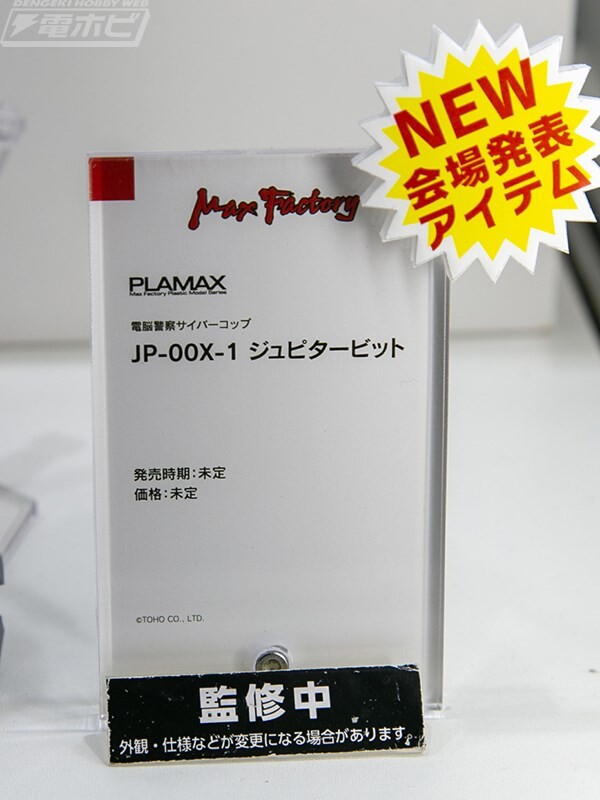 DENGEKI HOBBY WEB
電ホビ
NEW
会場発表
アイテム
Max Factory
PLAMAX
Max Factory Plastic Model Series
電脳警察サイバーコップ
JP-00X-1 ジュピタービット
発売時期:未定
価格:未定
©TOHO CO., LTD.
監修中
外観・仕様などが変更になる場合があります。